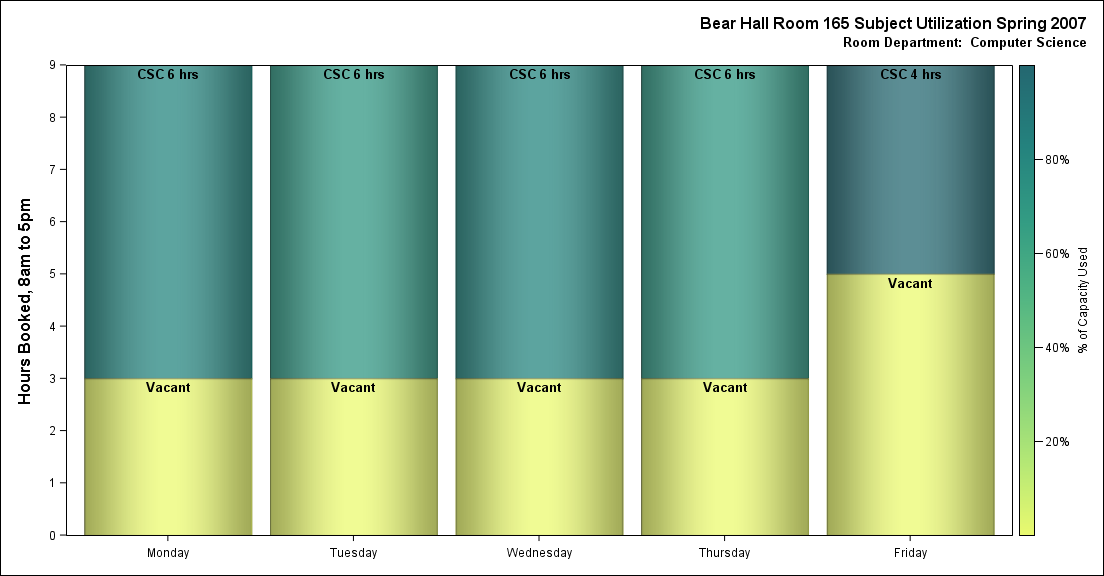 Bear Hall Room 165 Subject Utilization Spring 2007
Room Department:  Computer Science
Hours Booked, 8am to 5pm
9
8
7
6
5
4
3
2
1
0
CSC 6 hrs
CSC 6 hrs
CSC 6 hrs
CSC 6 hrs
CSC 4 hrs
Vacant
Vacant
Vacant
Vacant
Vacant
Monday
Tuesday
Wednesday
Thursday
Friday
80%
60%
40%
20%
% of Capacity Used